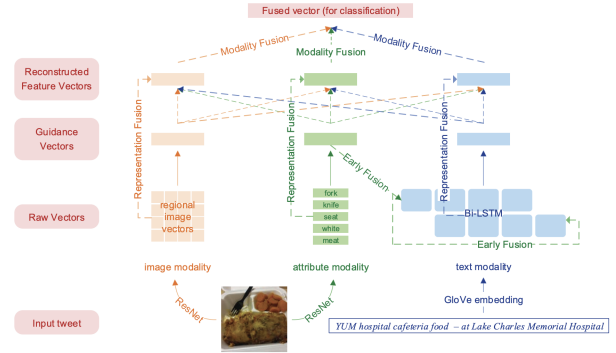 Fused vector (for classification)
Modality Fusion
Modality Fusion
Modality Fusion
Reconstructed
Feature Vectors
Representation Fusion
Representation Fusion
Representation Fusion
Guidance
Vectors
Early Fusion
Raw Vectors
regional
image
vectors
fork
knife
seat
white
meat
Bi-LSTM
Early Fusion
image modality
attribute modality
text modality
ResNet
ResNet
GloVe embedding
Input tweet
YUM hospital cafeteria food – at Lake Charles Memorial Hospital